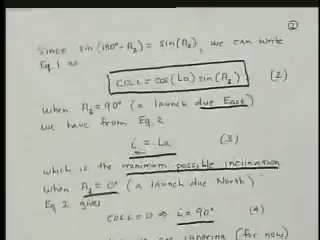 ②
SINCE sin(180°-Az) = sin(Az), we can write
Eq. 1 as
cos i = cos(La) sin(Az) (2)
When Az = 90° (a launch due East)
we have from Eq. 2
i min = La (3)
which is the minimum possible inclination
When Az = 0° (a launch due North)
Eq 2 gives
cos i = 0 ⇒ i = 90° (4)
ignoring (for now)